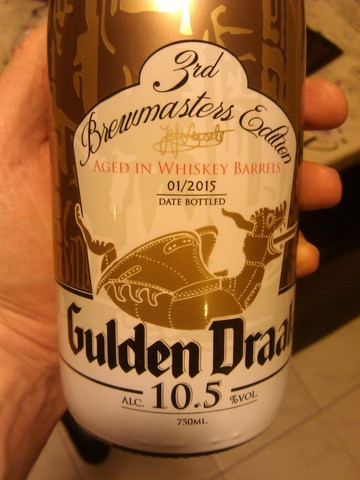 3rd
Brewmasters Edition
AGED IN WHISKEY BARRELS
01/2015
DATE BOTTLED
Gulden Draak
ALC. 10.5 %VOL.
750ML.